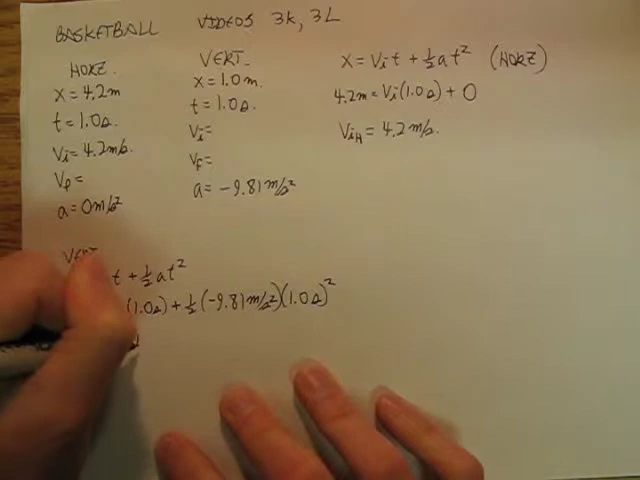 BASKETBALL VIDEOS 3k, 3L
HORZ.
x = 4.2m
t = 1.0s
Vi = 4.2m/s
VF =
a = 0m/s²
VERT.
x = 1.0m.
t = 1.0s.
Vi =
VF =
a = -9.81m/s²
x = Vit + ½at² (HORZ)
4.2m = Vi(1.0s) + 0
ViH = 4.2m/s.
VERT
t + ½at²
(1.0s) + ½(-9.81m/s²)(1.0s)²